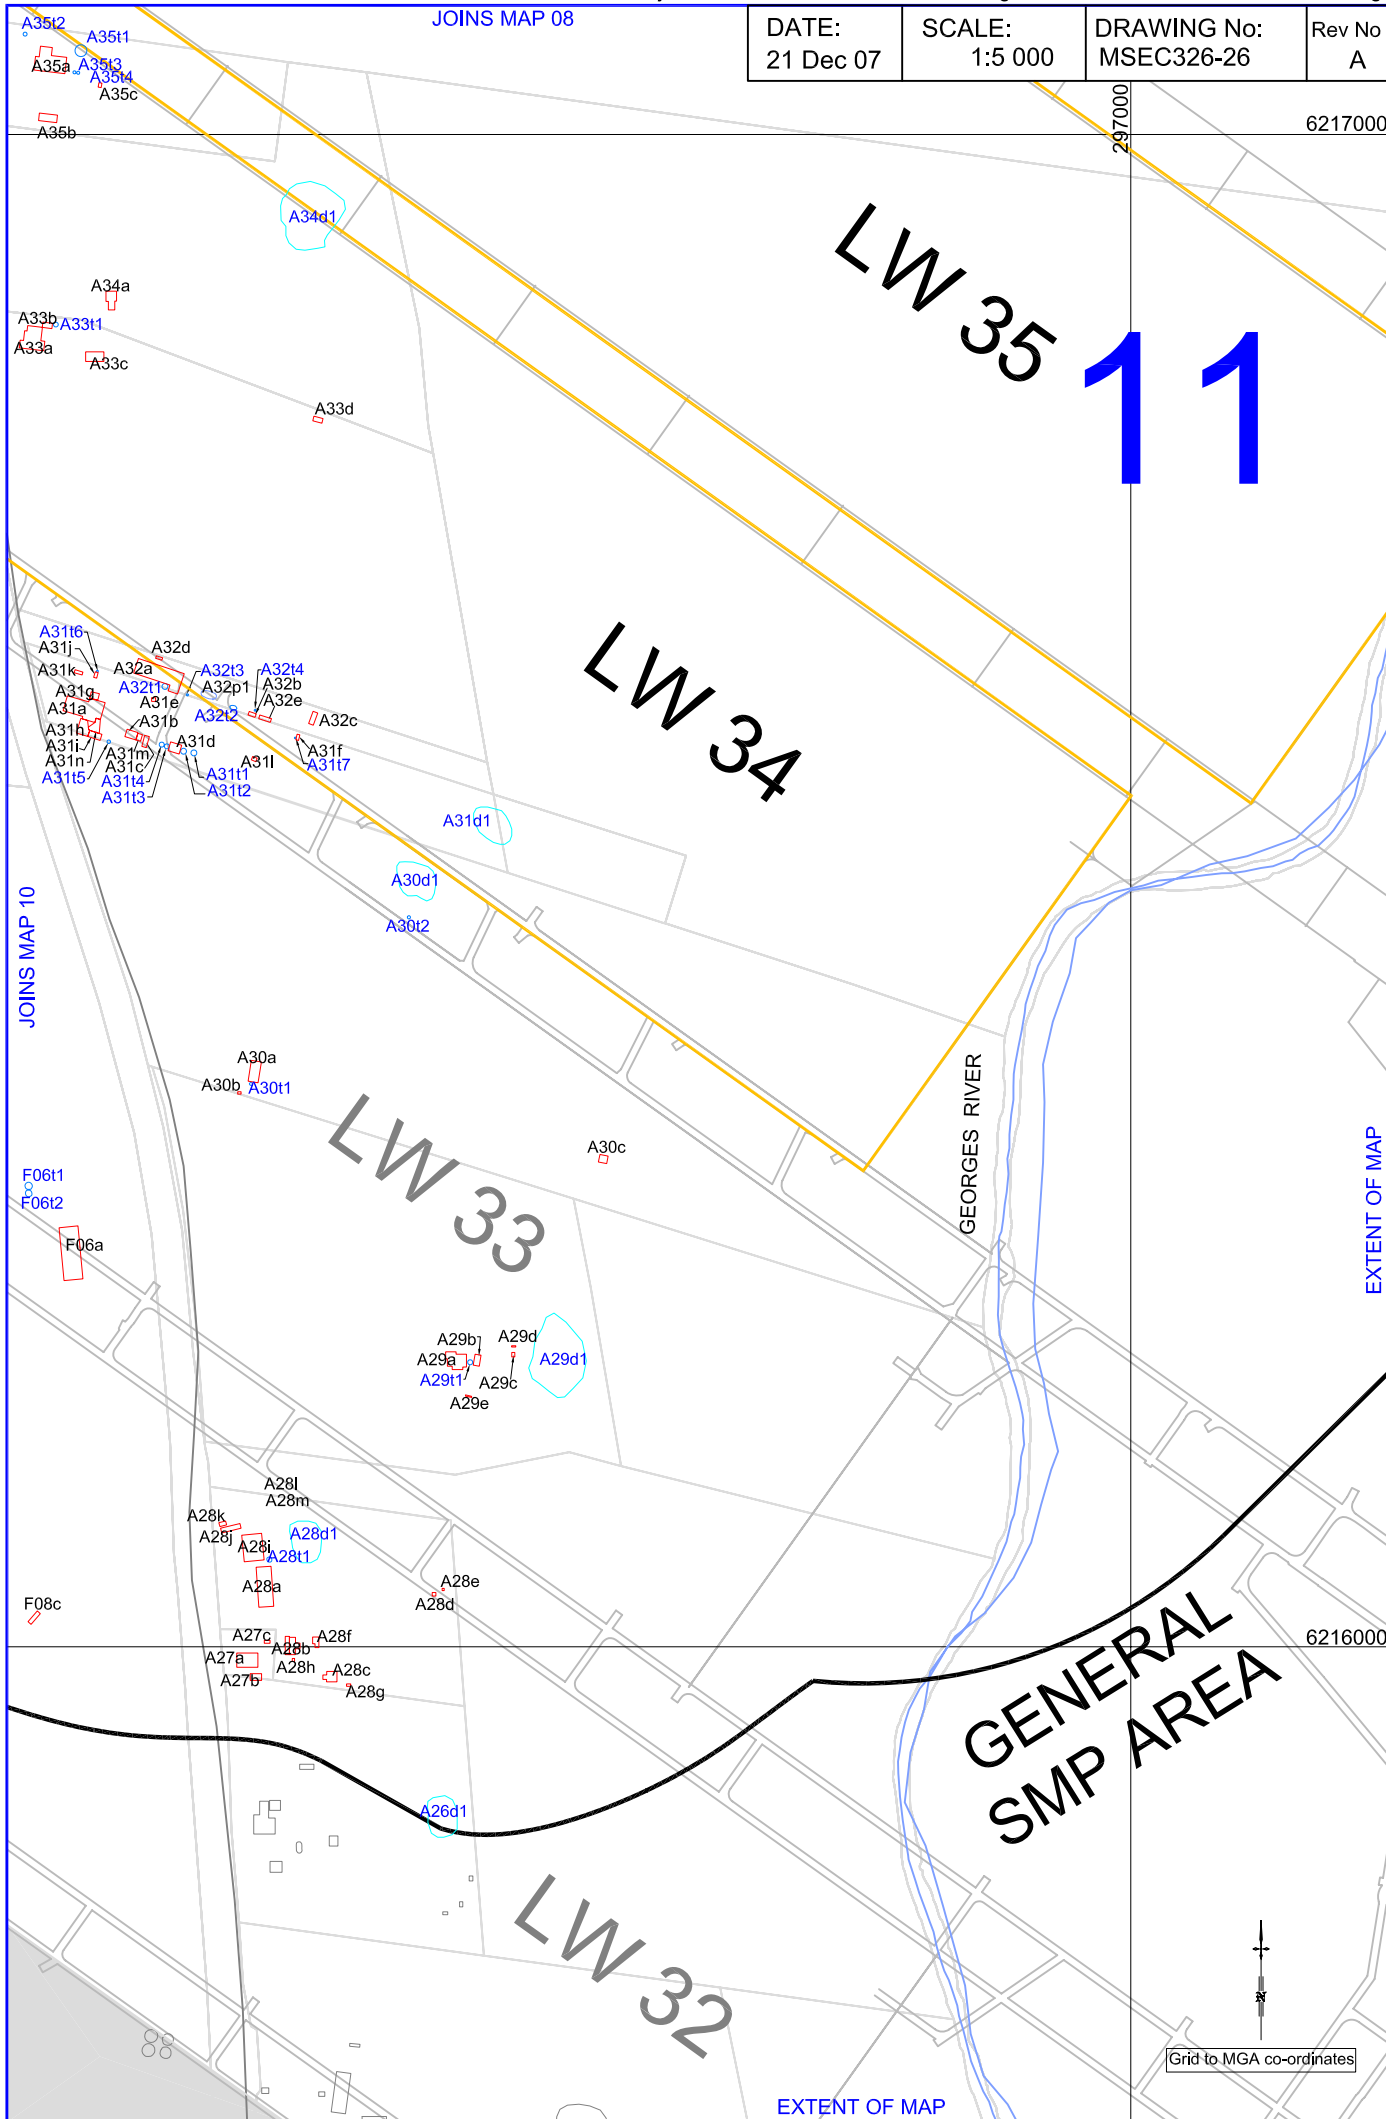 JOINS MAP 08
DATE:
21 Dec 07
SCALE:
1:5 000
DRAWING No:
MSEC326-26
Rev No
A
A35t2
A35t1
A35a
A35t3
A35t4
A35c
A35b
297000
6217000
A34d1
LW 35
11
A34a
A33b
A33t1
A33a
A33c
A33d
LW 34
A31t6
A31j
A31k
A32d
A32a
A32t3
A32t4
A32p1
A32b
A32t1
A32e
A31g
A31e
A31a
A32t2
A32c
A31b
A31h
A31d
A31i
A31m
A31f
A31n
A31c
A31l
A31t7
A31t5
A31t4
A31t1
A31t3
A31t2
A31d1
A30d1
A30t2
JOINS MAP 10
A30a
A30b
A30t1
LW 33
A30c
GEORGES RIVER
EXTENT OF MAP
F06t1
F06t2
F06a
A29b
A29d
A29a
A29d1
A29t1
A29c
A29e
A28l
A28m
A28k
A28j
A28d1
A28i
A28t1
A28a
A28e
A28d
F08c
A27c
A28f
A28b
A27a
A28h
A28c
A27b
A28g
6216000
GENERAL
SMP AREA
A26d1
LW 32
N
Grid to MGA co-ordinates
EXTENT OF MAP